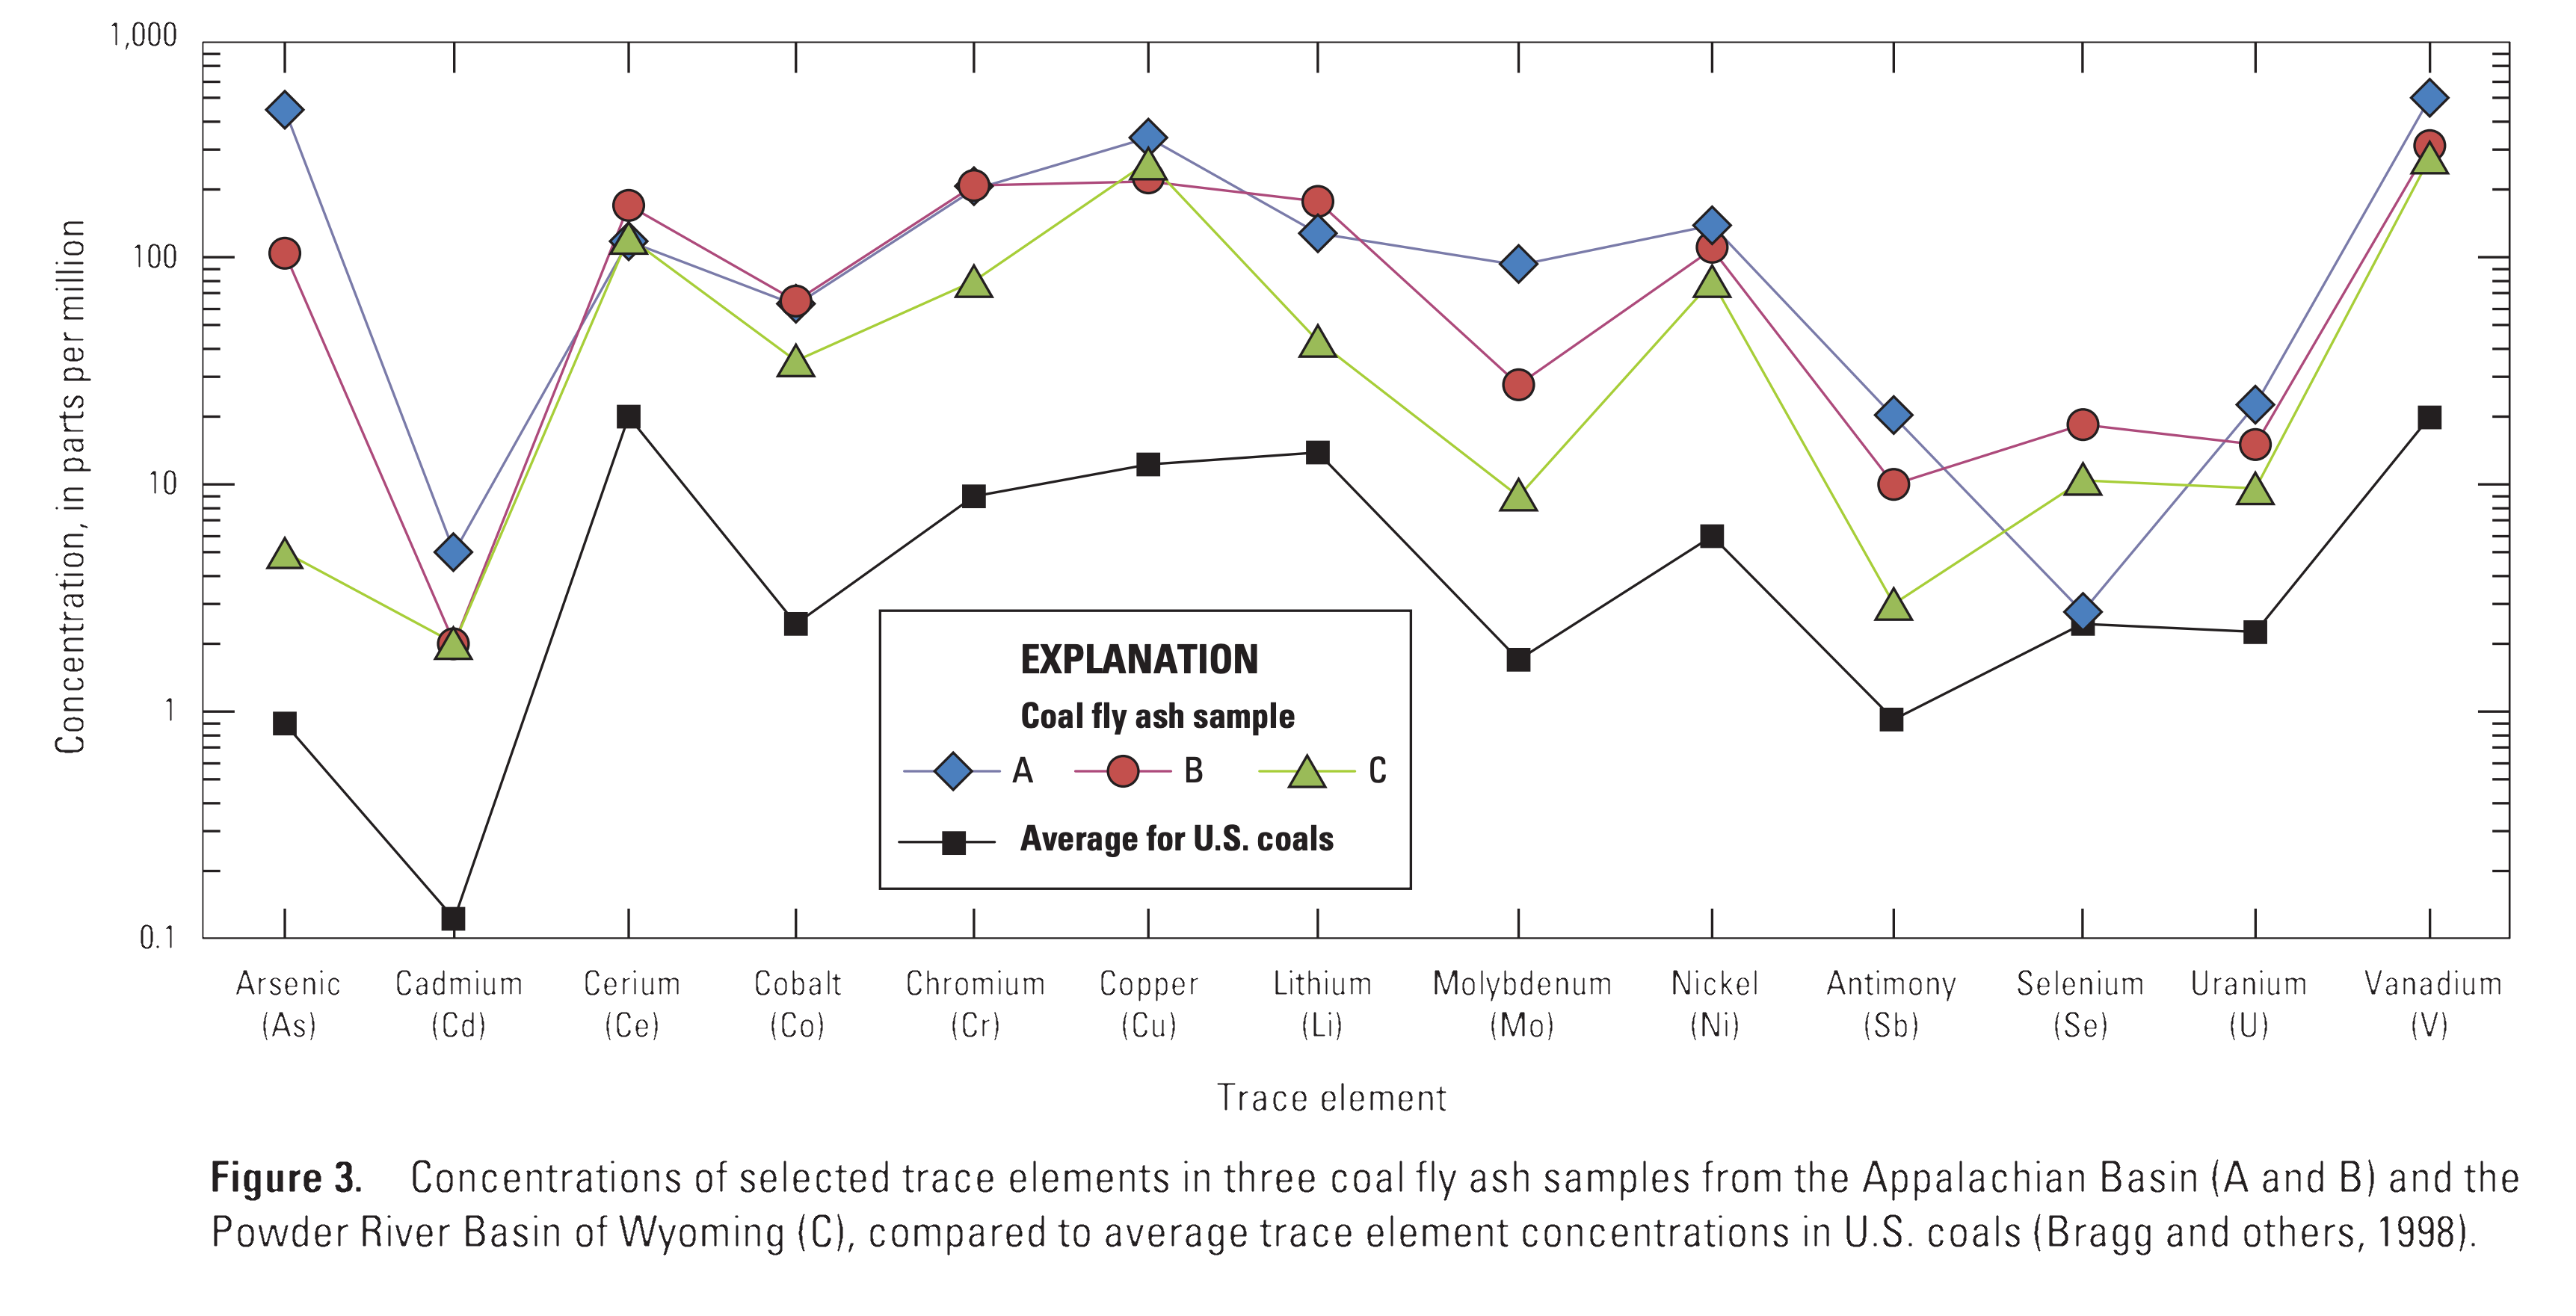 1,000
100
10
1
0.1
Concentration, in parts per million
EXPLANATION
Coal fly ash sample
A B C
Average for U.S. coals
Arsenic Cadmium Cerium Cobalt Chromium Copper Lithium Molybdenum Nickel Antimony Selenium Uranium Vanadium
(As) (Cd) (Ce) (Co) (Cr) (Cu) (Li) (Mo) (Ni) (Sb) (Se) (U) (V)
Trace element
Figure 3. Concentrations of selected trace elements in three coal fly ash samples from the Appalachian Basin (A and B) and the
Powder River Basin of Wyoming (C), compared to average trace element concentrations in U.S. coals (Bragg and others, 1998).